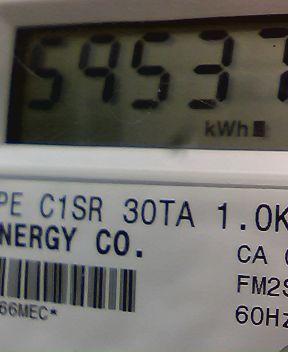 59537
kWh
PE C1SR 30TA 1.0K
NERGY CO.
CA
FM2S
66MEC*
60Hz